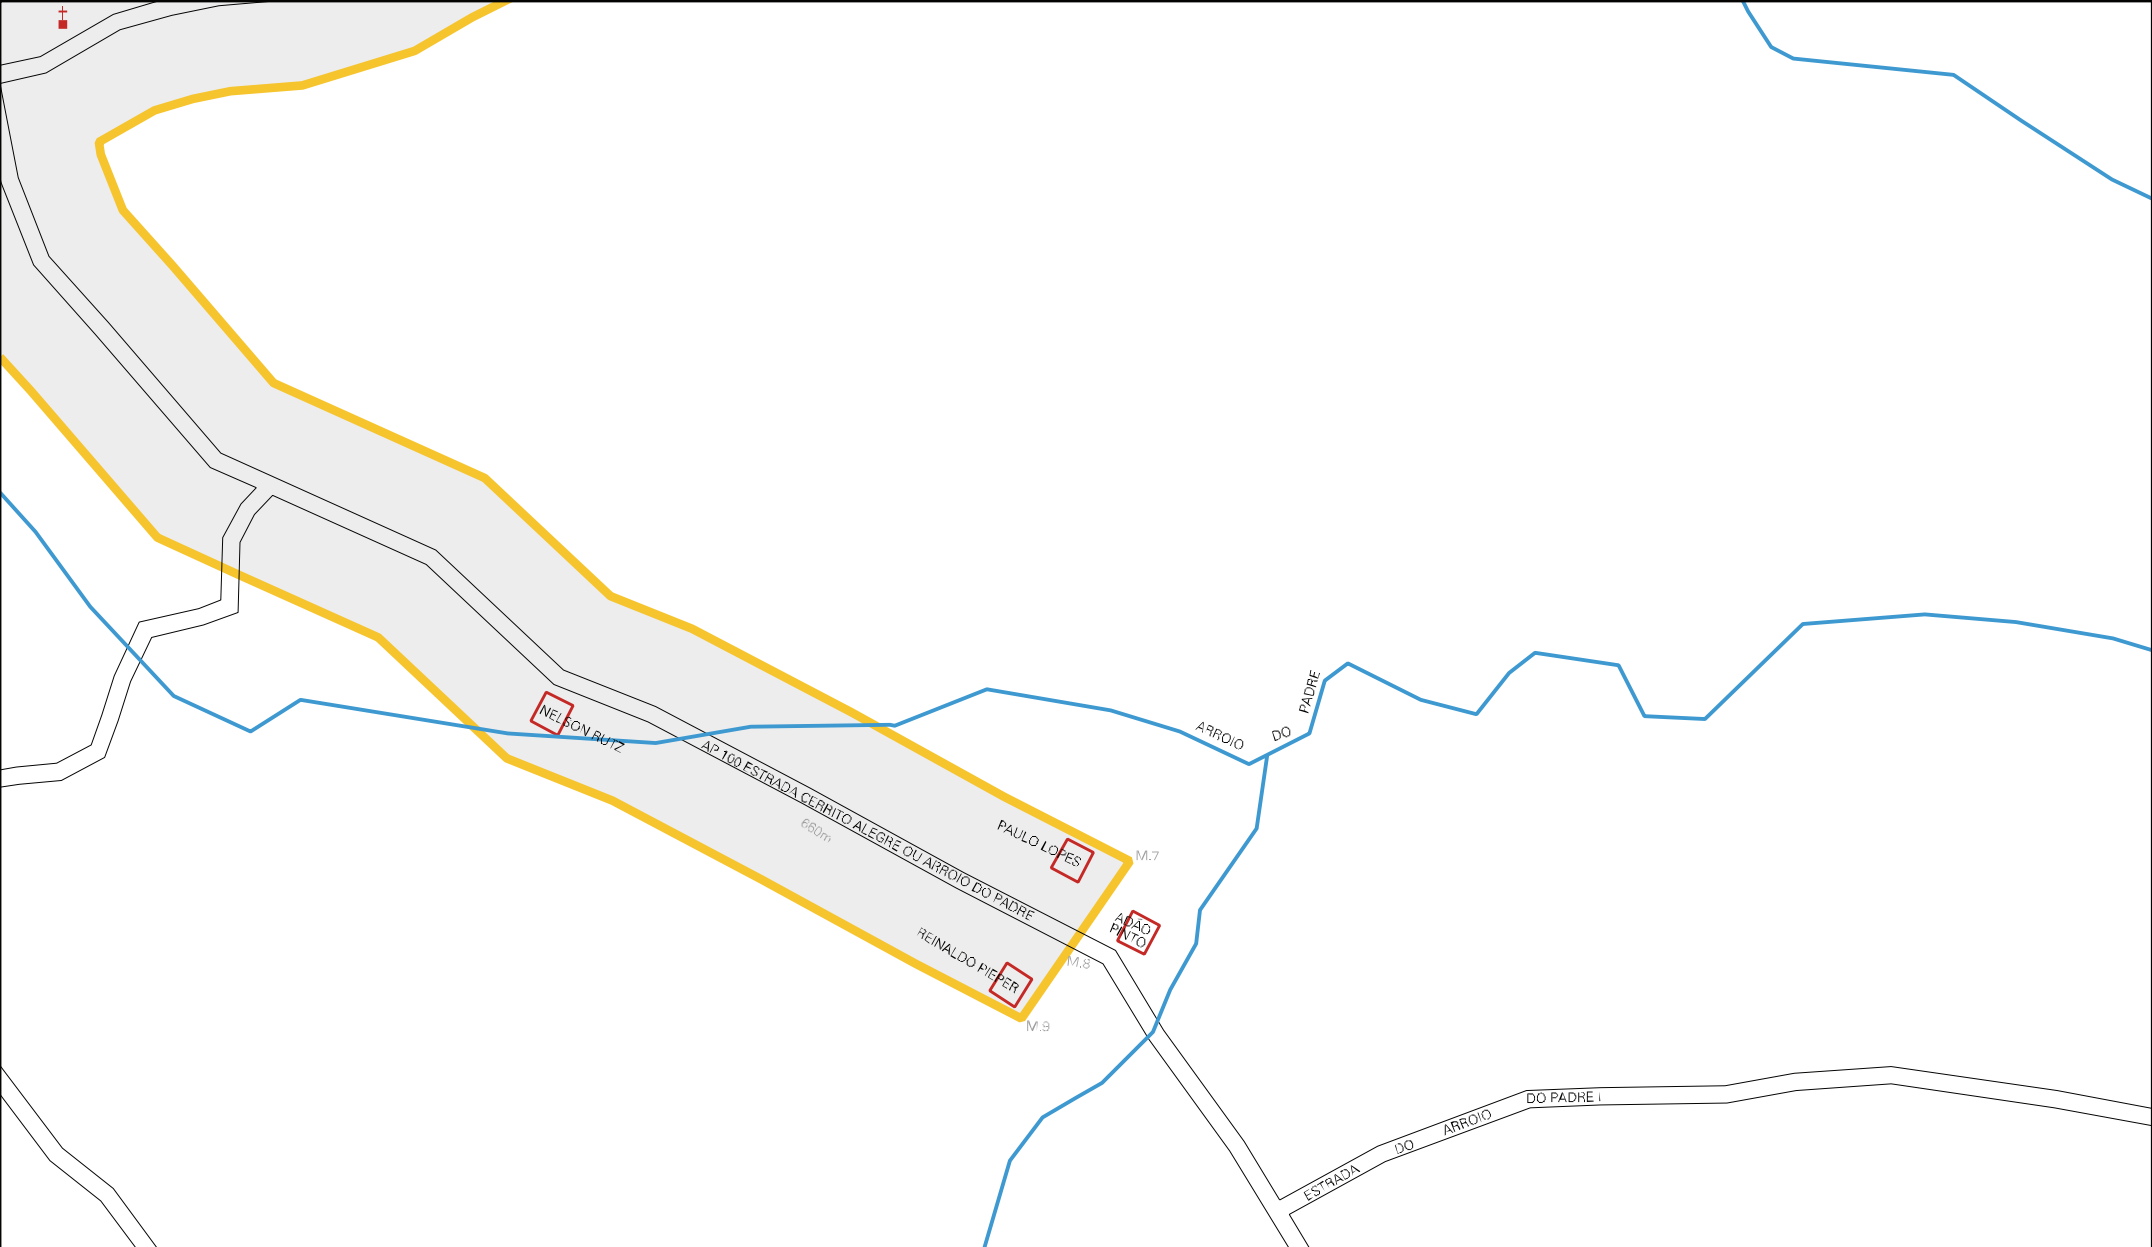 ARROIO DO PADRE
NELSON RUTZ
AP 100 ESTRADA CERRITO ALEGRE OU ARROIO DO PADRE
660m
PAULO LOPES
M.7
ADÃO
PINTO
REINALDO PIEPER
M.8
M.9
ESTRADA DO ARROIO DO PADRE I